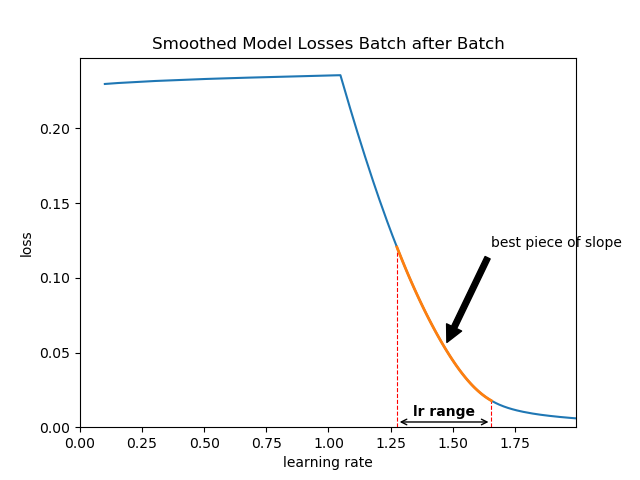 Smoothed Model Losses Batch after Batch
loss
0.20
0.15
0.10
0.05
0.00
best piece of slope
lr range
0.00 0.25 0.50 0.75 1.00 1.25 1.50 1.75
learning rate